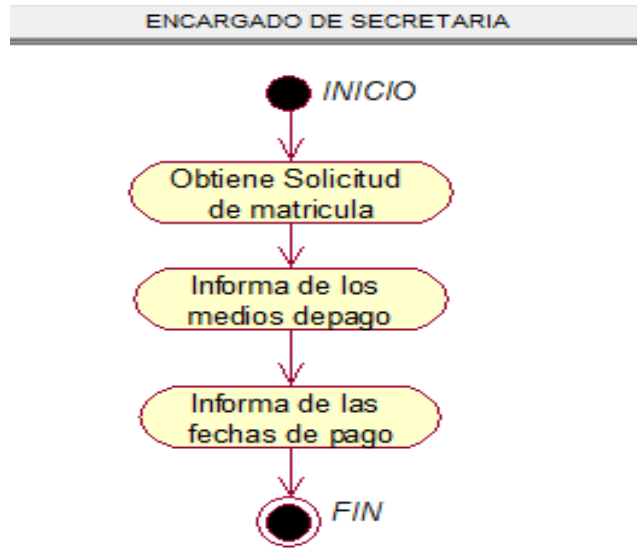 ENCARGADO DE SECRETARIA
INICIO
Obtiene Solicitud
de matricula
Informa de los
medios depago
Informa de las
fechas de pago
FIN